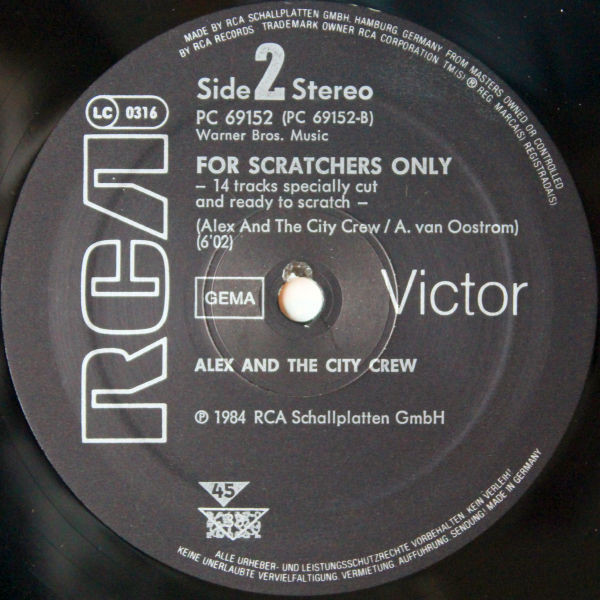 MADE BY RCA SCHALLPLATTEN GMBH, HAMBURG, GERMANY FROM MASTERS OWNED OR CONTROLLED
BY RCA RECORDS TRADEMARK OWNER RCA CORPORATION TM(S) ® REG. MARCA(S) REGISTRADA(S)
LC 0316
RCA
Side 2 Stereo
PC 69152 (PC 69152-B)
Warner Bros. Music
FOR SCRATCHERS ONLY
– 14 tracks specially cut
and ready to scratch –
(Alex And The City Crew / A. van Oostrom)
(6'02)
GEMA
Victor
ALEX AND THE CITY CREW
℗ 1984 RCA Schallplatten GmbH
45
ALLE URHEBER- UND LEISTUNGSSCHUTZRECHTE VORBEHALTEN. KEIN VERLEIH!
KEINE UNERLAUBTE VERVIELFÄLTIGUNG, VERMIETUNG, AUFFÜHRUNG, SENDUNG! MADE IN GERMANY